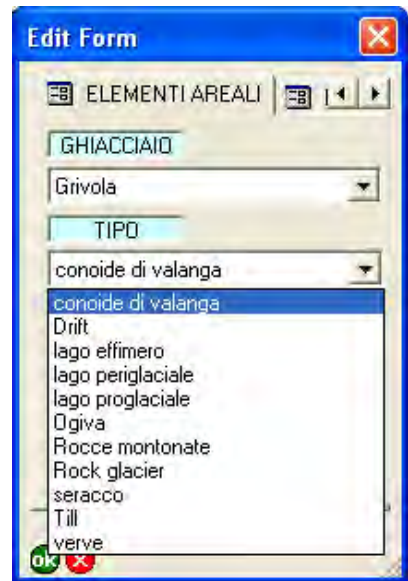 Edit Form
ELEMENTI AREALI
GHIACCIAIO
Grivola
TIPO
conoide di valanga
conoide di valanga
Drift
lago effimero
lago periglaciale
lago proglaciale
Ogiva
Rocce montonate
Rock glacier
seracco
Till
verve
ok